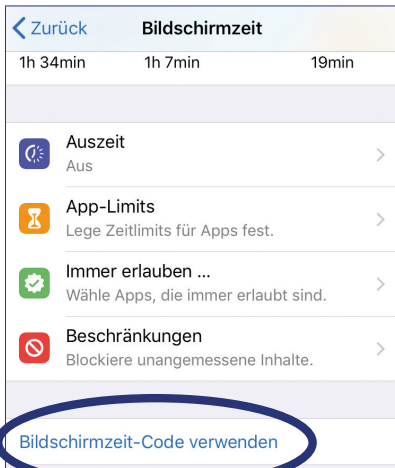 Zurück Bildschirmzeit
1h 34min 1h 7min 19min
Auszeit
Aus
App-Limits
Lege Zeitlimits für Apps fest.
Immer erlauben ...
Wähle Apps, die immer erlaubt sind.
Beschränkungen
Blockiere unangemessene Inhalte.
Bildschirmzeit-Code verwenden